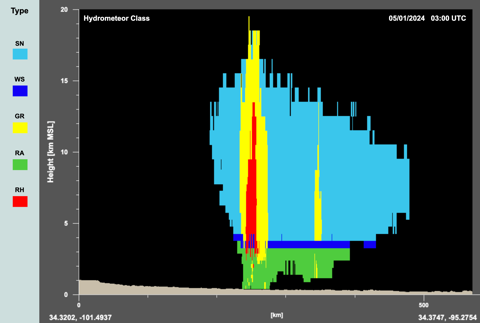 Type
Hydrometeor Class
05/01/2024 03:00 UTC
SN
WS
GR
RA
RH
Height [km MSL]
20
15
10
5
0
0
500
[km]
34.3202, -101.4937
34.3747, -95.2754